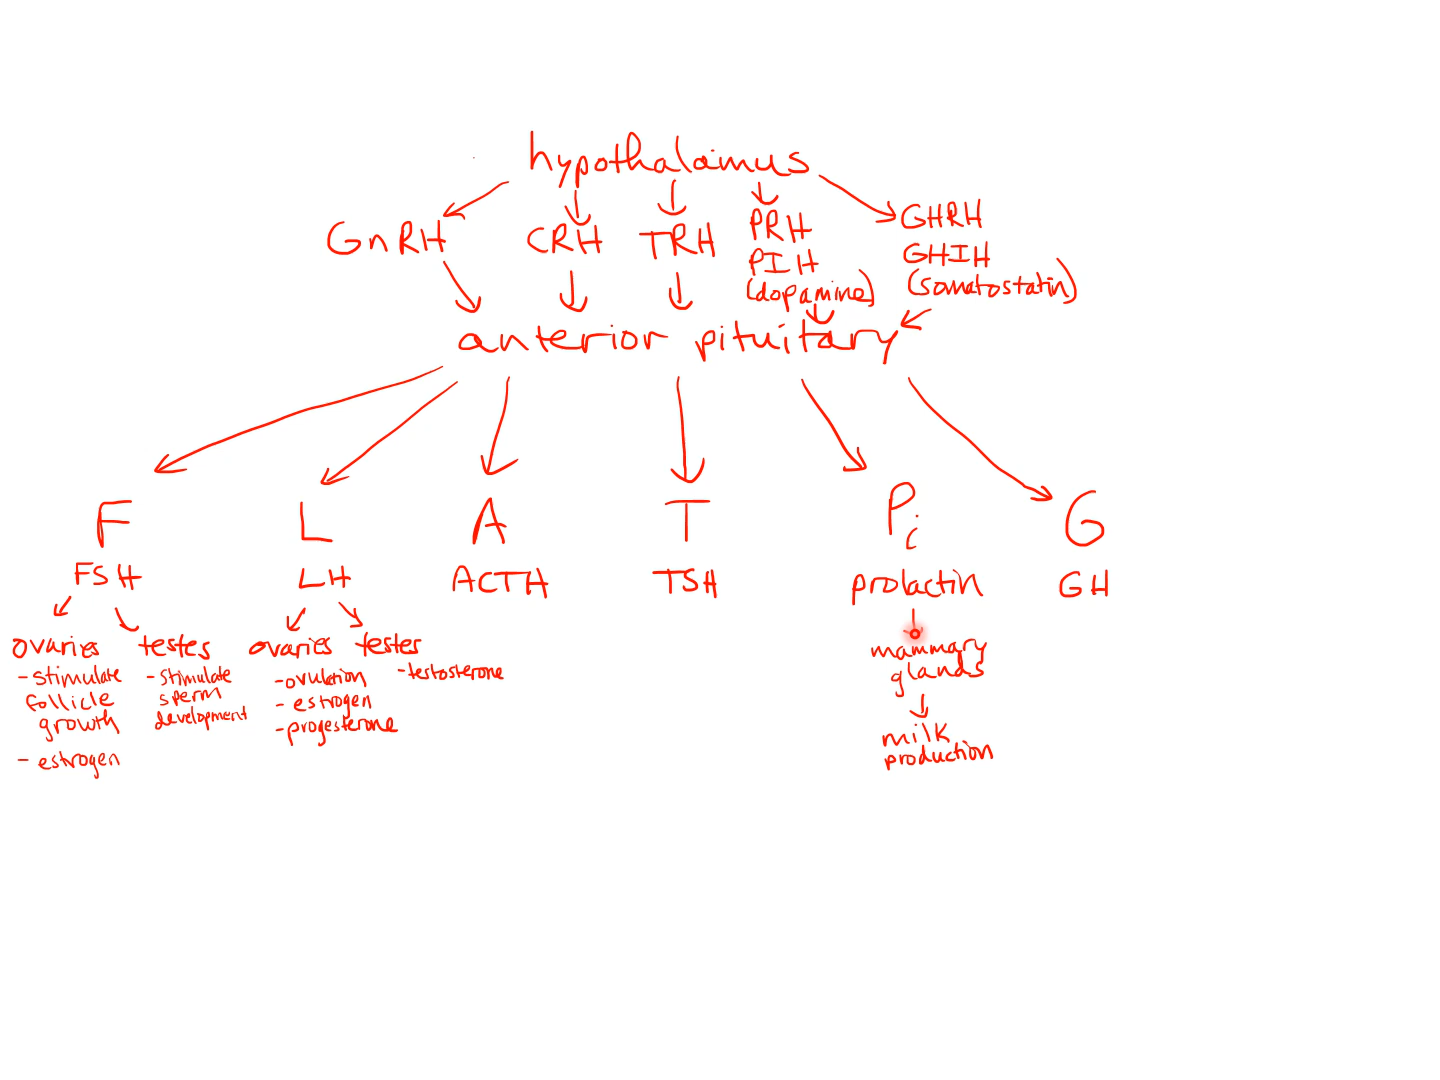 hypothalamus
GnRH
CRH
TRH
PRH
PIH
(dopamine)
GHRH
GHIH
(somatostatin)
anterior pituitary
F
L
A
T
Pi
G
FSH
LH
ACTH
TSH
prolactin
GH
ovaries
- stimulate
follicle
growth
- estrogen
testes
- stimulate
sperm
development
ovaries
- ovulation
- estrogen
- progesterone
testes
- testosterone
mammary
glands
milk
production